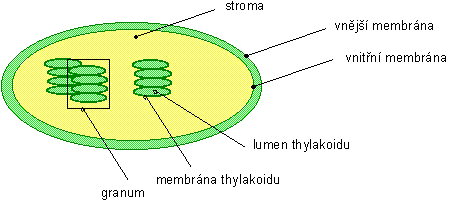 stroma
vnější membrána
vnitřní membrána
lumen thylakoidu
membrána thylakoidu
granum